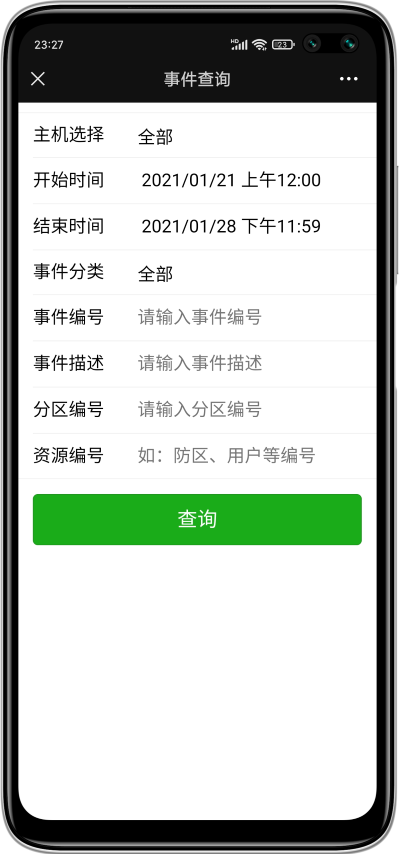 23:27 HD 23
事件查询
主机选择 全部
开始时间 2021/01/21 上午12:00
结束时间 2021/01/28 下午11:59
事件分类 全部
事件编号 请输入事件编号
事件描述 请输入事件描述
分区编号 请输入分区编号
资源编号 如：防区、用户等编号
查询